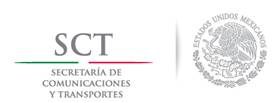 SCT
SECRETARÍA DE
COMUNICACIONES
Y TRANSPORTES
ESTADOS UNIDOS MEXICANOS